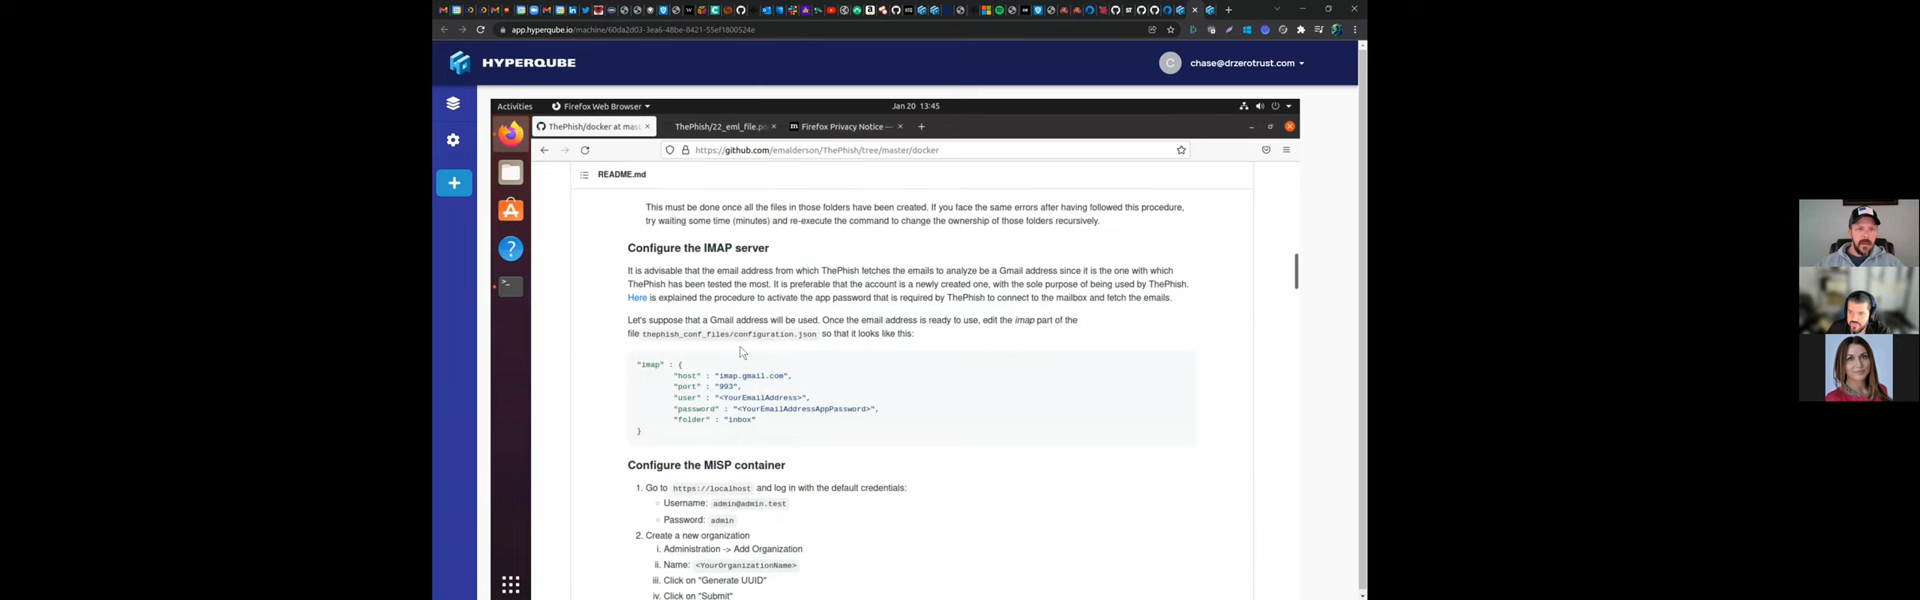 app.hyperqube.io/machine/60da2d03-3ea6-48be-8421-55ef1800524e
HYPERQUBE
C
chase@drzerotrust.com
Activities
Firefox Web Browser
Jan 20 13:45
ThePhish/docker at mas
ThePhish/22_eml_file.pn
Firefox Privacy Notice —
https://github.com/emalderson/ThePhish/tree/master/docker
README.md
This must be done once all the files in those folders have been created. If you face the same errors after having followed this procedure,
try waiting some time (minutes) and re-execute the command to change the ownership of those folders recursively.
Configure the IMAP server
It is advisable that the email address from which ThePhish fetches the emails to analyze be a Gmail address since it is the one with which
ThePhish has been tested the most. It is preferable that the account is a newly created one, with the sole purpose of being used by ThePhish.
Here is explained the procedure to activate the app password that is required by ThePhish to connect to the mailbox and fetch the emails.
Let's suppose that a Gmail address will be used. Once the email address is ready to use, edit the imap part of the
file thephish_conf_files/configuration.json so that it looks like this:
"imap" : {
"host" : "imap.gmail.com",
"port" : "993",
"user" : "<YourEmailAddress>",
"password" : "<YourEmailAddressAppPassword>",
"folder" : "inbox"
}
Configure the MISP container
1. Go to https://localhost and log in with the default credentials:
Username: admin@admin.test
Password: admin
2. Create a new organization
i. Administration -> Add Organization
ii. Name: <YourOrganizationName>
iii. Click on "Generate UUID"
iv. Click on "Submit"